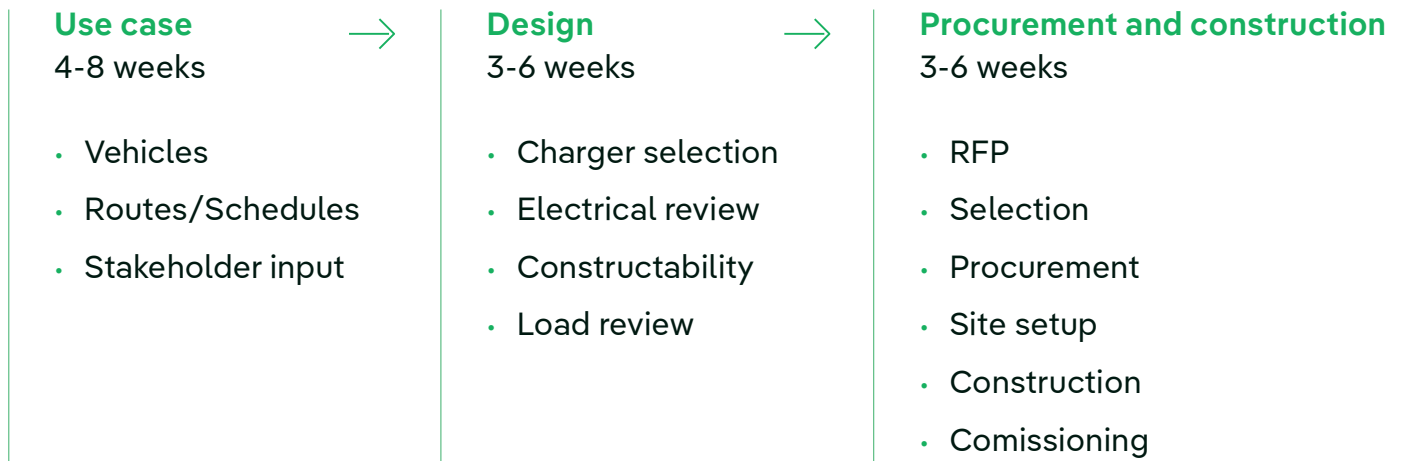 Use case
4-8 weeks
• Vehicles
• Routes/Schedules
• Stakeholder input
Design
3-6 weeks
• Charger selection
• Electrical review
• Constructability
• Load review
Procurement and construction
3-6 weeks
• RFP
• Selection
• Procurement
• Site setup
• Construction
• Comissioning